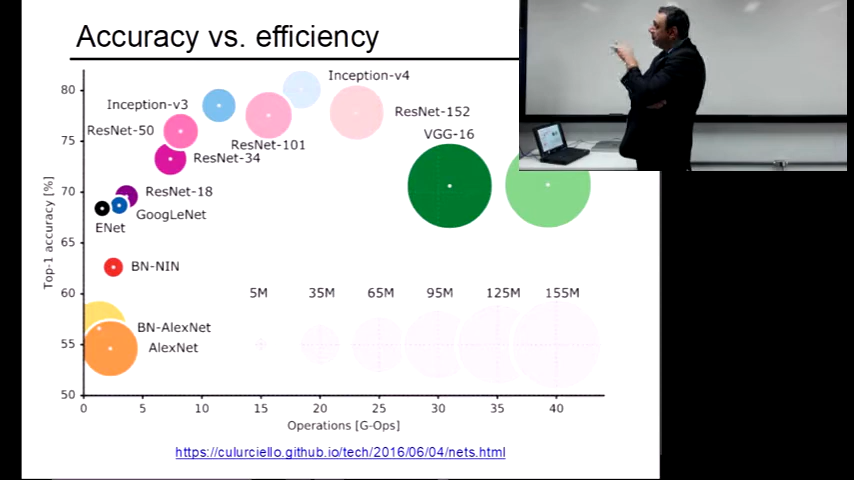 Accuracy vs. efficiency
80
75
70
65
60
55
50
Top-1 accuracy [%]
Inception-v4
Inception-v3
ResNet-152
ResNet-50
VGG-16
ResNet-101
ResNet-34
ResNet-18
GoogLeNet
ENet
BN-NIN
5M 35M 65M 95M 125M 155M
BN-AlexNet
AlexNet
0 5 10 15 20 25 30 35 40
Operations [G-Ops]
https://culurciello.github.io/tech/2016/06/04/nets.html